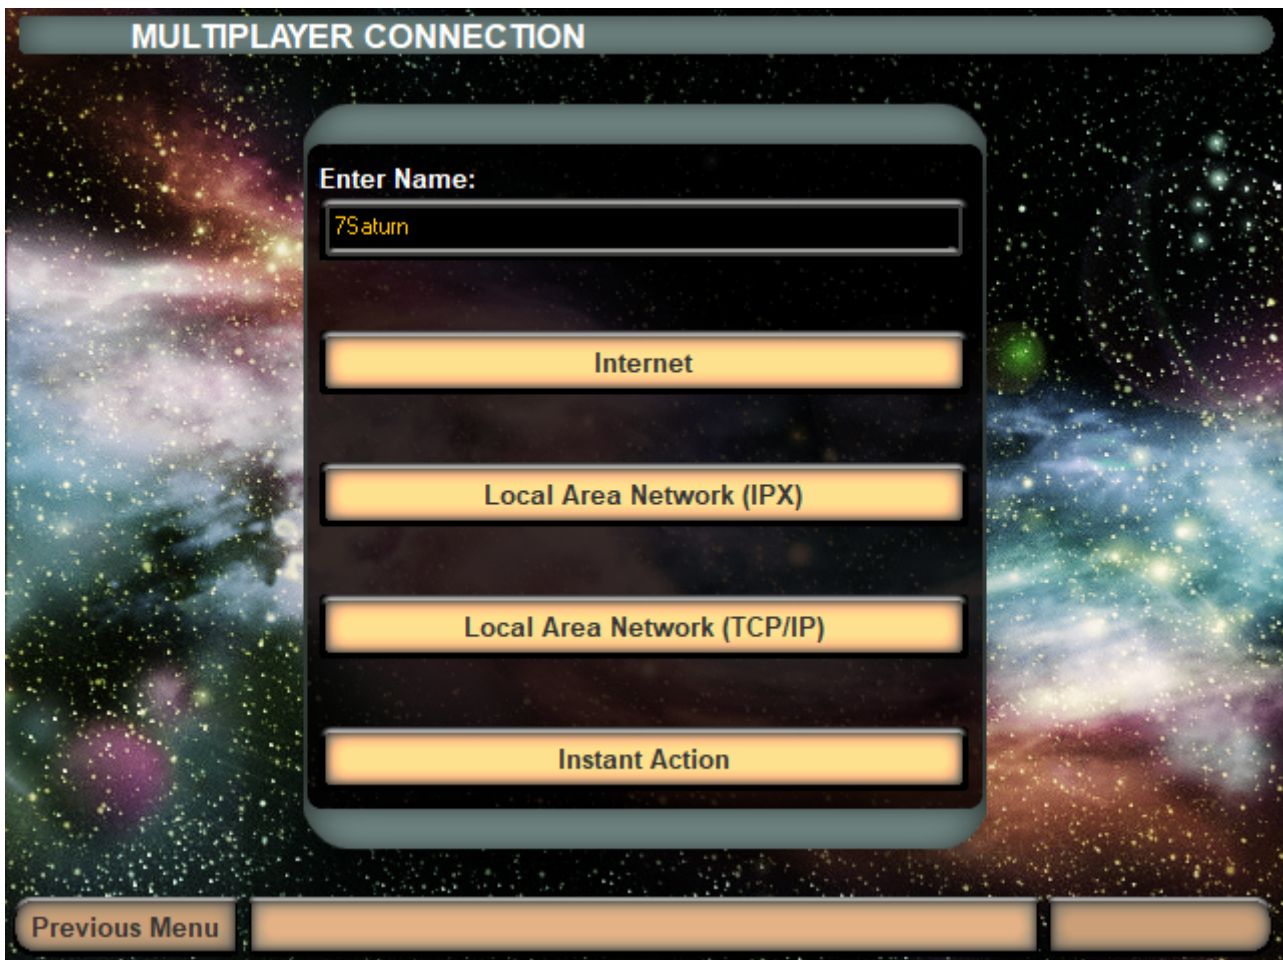 MULTIPLAYER CONNECTION
Enter Name:
7Saturn
Internet
Local Area Network (IPX)
Local Area Network (TCP/IP)
Instant Action
Previous Menu